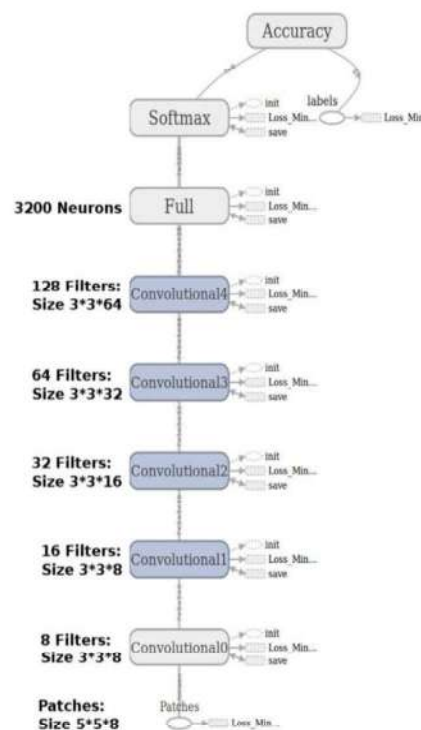 Accuracy
labels
init
Softmax
Loss_Min...
Loss_Min
save
init
3200 Neurons
Full
Loss_Min...
save
128 Filters:
Size 3*3*64
Convolutional4
init
Loss_Min...
save
64 Filters:
Size 3*3*32
Convolutional3
init
Loss_Min...
save
32 Filters:
Size 3*3*16
Convolutional2
init
Loss_Min...
save
16 Filters:
Size 3*3*8
Convolutional1
init
Loss_Min...
save
8 Filters:
Size 3*3*8
Convolutional0
init
Loss_Min...
save
Patches:
Size 5*5*8
Patches
Loss_Min...